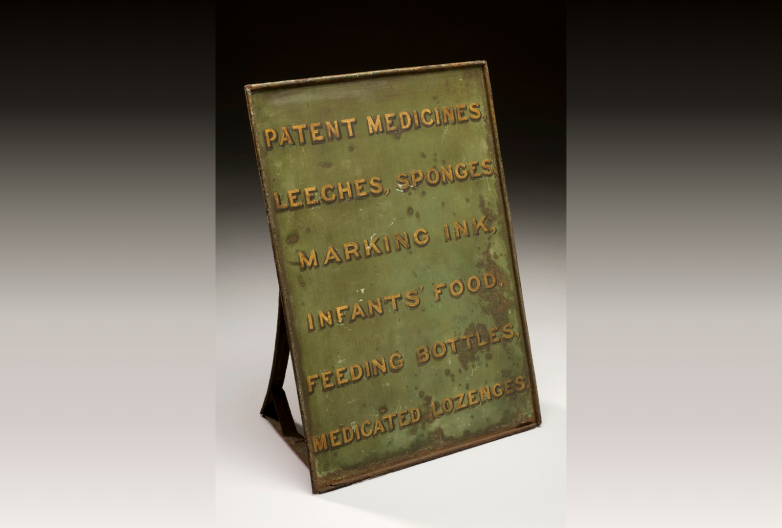 PATENT MEDICINES,
LEECHES, SPONGES,
MARKING INK,
INFANTS' FOOD,
FEEDING BOTTLES,
MEDICATED LOZENGES.